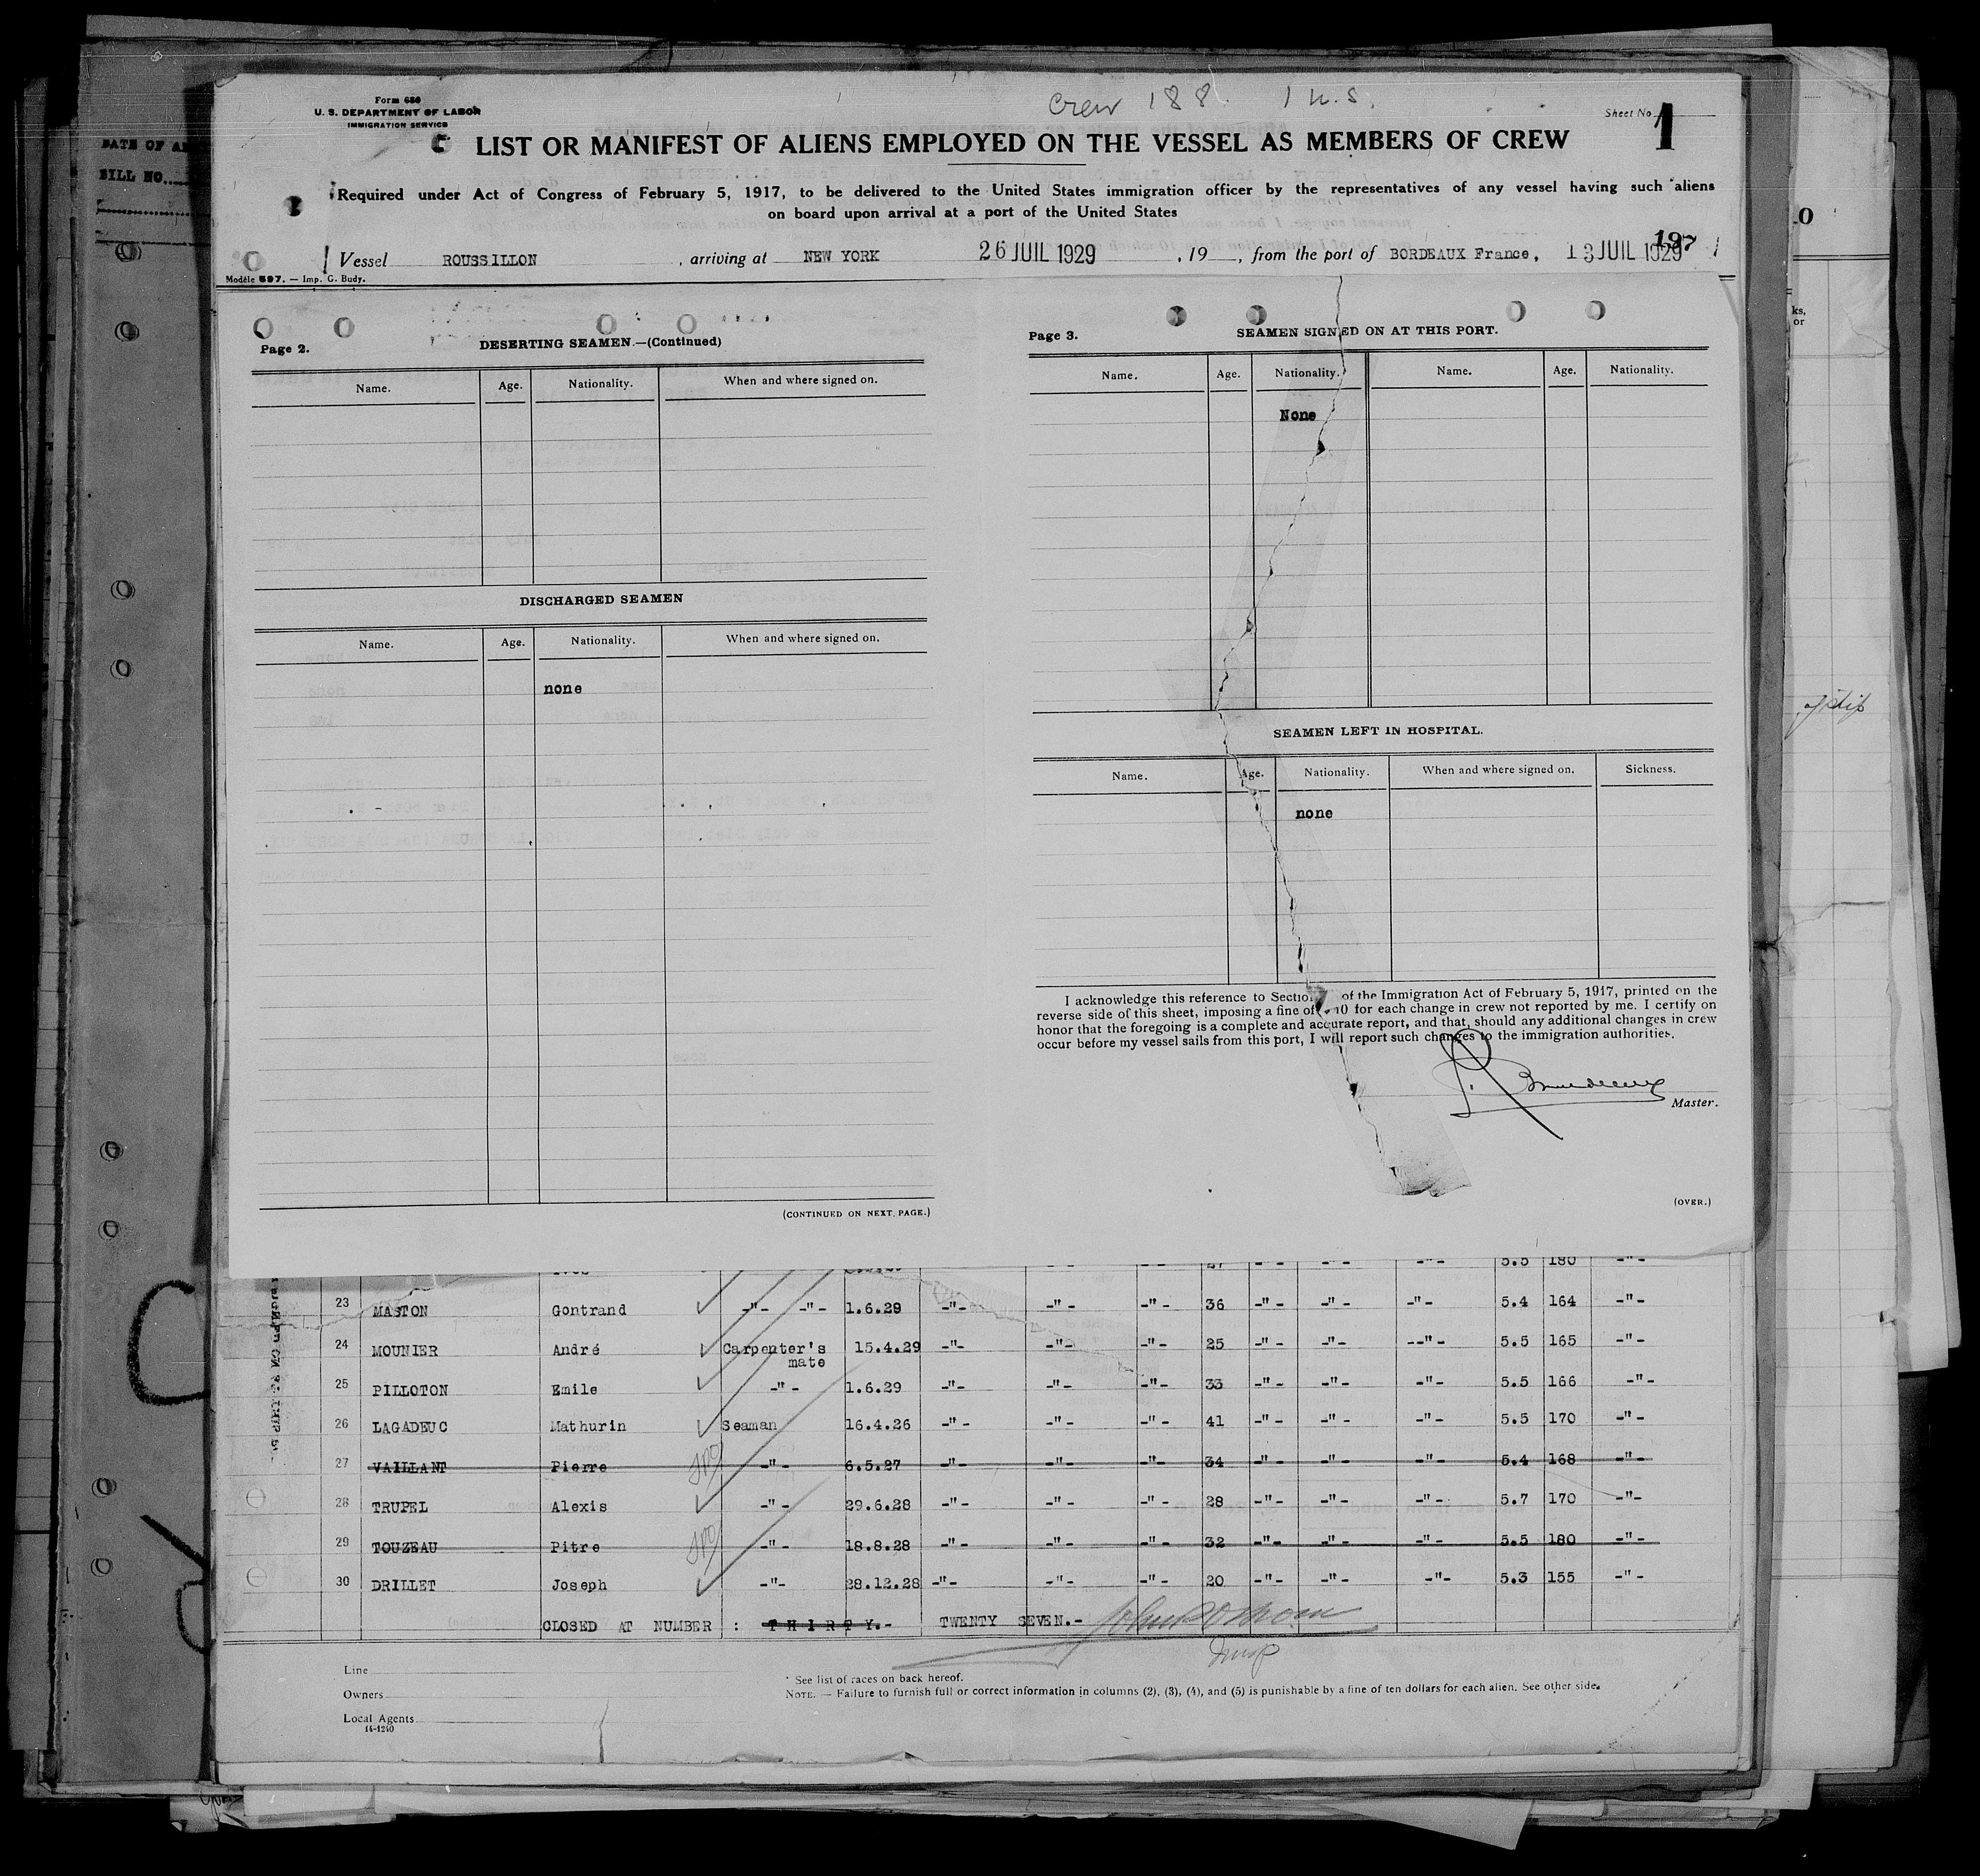 crew 188. 1 u.s.
Form 680
U. S. DEPARTMENT OF LABOR
IMMIGRATION SERVICE
Sheet No. 1
LIST OR MANIFEST OF ALIENS EMPLOYED ON THE VESSEL AS MEMBERS OF CREW
Required under Act of Congress of February 5, 1917, to be delivered to the United States immigration officer by the representatives of any vessel having such aliens
on board upon arrival at a port of the United States
Vessel ROUSSILLON, arriving at NEW YORK 26 JUIL 1929, 19, from the port of BORDEAUX France, 13 JUIL 1929 197
Modèle 597. — Imp. G. Budy.
DATE OF
BILL NO.
Page 2. DESERTING SEAMEN.—(Continued)
Name. Age. Nationality. When and where signed on.
DISCHARGED SEAMEN
Name. Age. Nationality. When and where signed on.
none
(CONTINUED ON NEXT PAGE.)
Page 3. SEAMEN SIGNED ON AT THIS PORT.
Name. Age. Nationality. Name. Age. Nationality.
None
SEAMEN LEFT IN HOSPITAL.
Name. Age. Nationality. When and where signed on. Sickness.
none
I acknowledge this reference to Section of the Immigration Act of February 5, 1917, printed on the
reverse side of this sheet, imposing a fine of 10 for each change in crew not reported by me. I certify on
honor that the foregoing is a complete and accurate report, and that, should any additional changes in crew
occur before my vessel sails from this port, I will report such changes to the immigration authorities.
Master.
(OVER.)
5.5 180 -"-
23 MASTON Gontrand -"- -"- 1.6.29 -"- -"- -"- 36 -"- -"- -"- 5.4 164 -"-
24 MOUNIER André Carpenter's 15.4.29 -"- -"- -"- 25 -"- -"- --"- 5.5 165 -"-
mate
25 PILLOTON Emile -"- 1.6.29 -"- -"- -"- 33 -"- -"- -"- 5.5 166 -"-
26 LAGADEUC Mathurin Seaman 16.4.26 -"- -"- -"- 41 -"- -"- -"- 5.5 170 -"-
27 VAILLANT Pierre -"- 6.5.27 -"- -"- -"- 34 -"- -"- -"- 5.4 168 -"-
28 TRUPEL Alexis -"- 29.6.28 -"- -"- -"- 28 -"- -"- -"- 5.7 170 -"-
29 TOUZEAU Pitre -"- 18.8.28 -"- -"- -"- 32 -"- -"- -"- 5.5 180 -"-
30 DRILLET Joseph -"- 28.12.28 -"- -"- -"- 20 -"- -"- -"- 5.3 155 -"-
CLOSED AT NUMBER : THIRTY.- TWENTY SEVEN.-
Line
Owners
Local Agents
14-1240
* See list of races on back hereof.
NOTE. — Failure to furnish full or correct information in columns (2), (3), (4), and (5) is punishable by a fine of ten dollars for each alien. See other side.